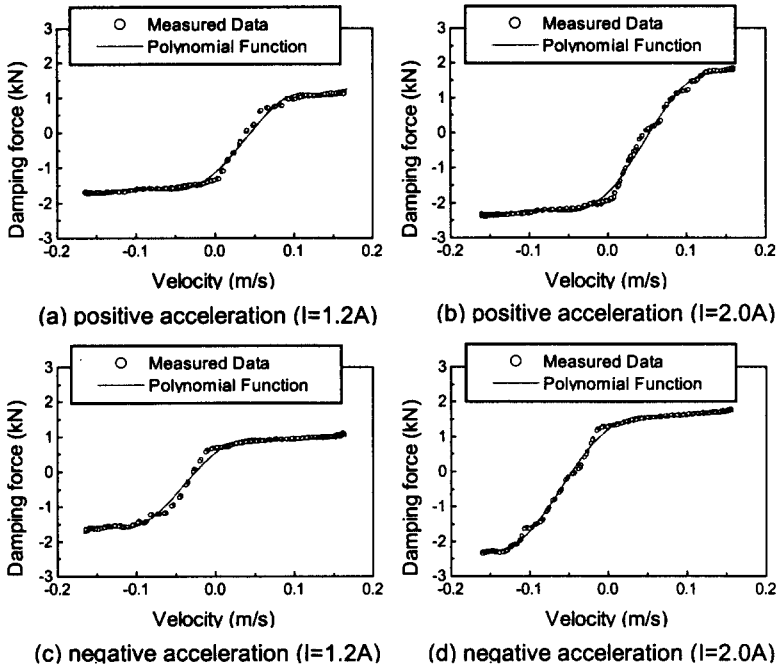 Measured Data
Polynomial Function
3
2
1
0
-1
-2
-3
Damping force (kN)
-0.2
-0.1
0.0
0.1
0.2
Velocity (m/s)
(a) positive acceleration (I=1.2A)
Measured Data
Polynomial Function
3
2
1
0
-1
-2
-3
Damping force (kN)
-0.2
-0.1
0.0
0.1
0.2
Velocity (m/s)
(b) positive acceleration (I=2.0A)
Measured Data
Polynomial Function
3
2
1
0
-1
-2
-3
Damping force (kN)
-0.2
-0.1
0.0
0.1
0.2
Velocity (m/s)
(c) negative acceleration (I=1.2A)
Measured Data
Polynomial Function
3
2
1
0
-1
-2
-3
Damping force (kN)
-0.2
-0.1
0.0
0.1
0.2
Velocity (m/s)
(d) negative acceleration (I=2.0A)